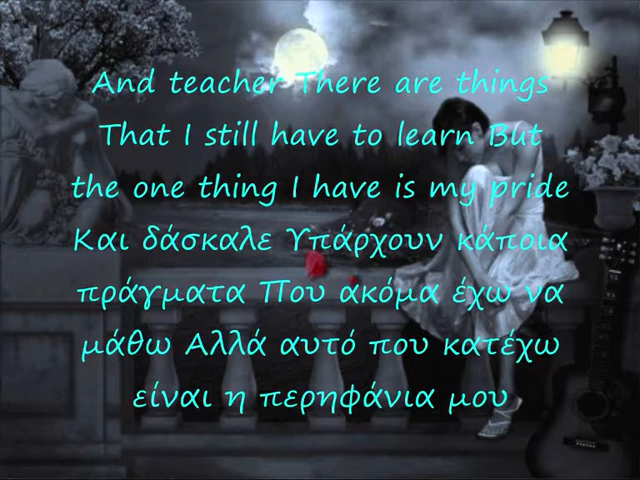 And teacher There are things
That I still have to learn But
the one thing I have is my pride
Και δάσκαλε Υπάρχουν κάποια
πράγματα Που ακόμα έχω να
μάθω Αλλά αυτό που κατέχω
είναι η περηφάνια μου